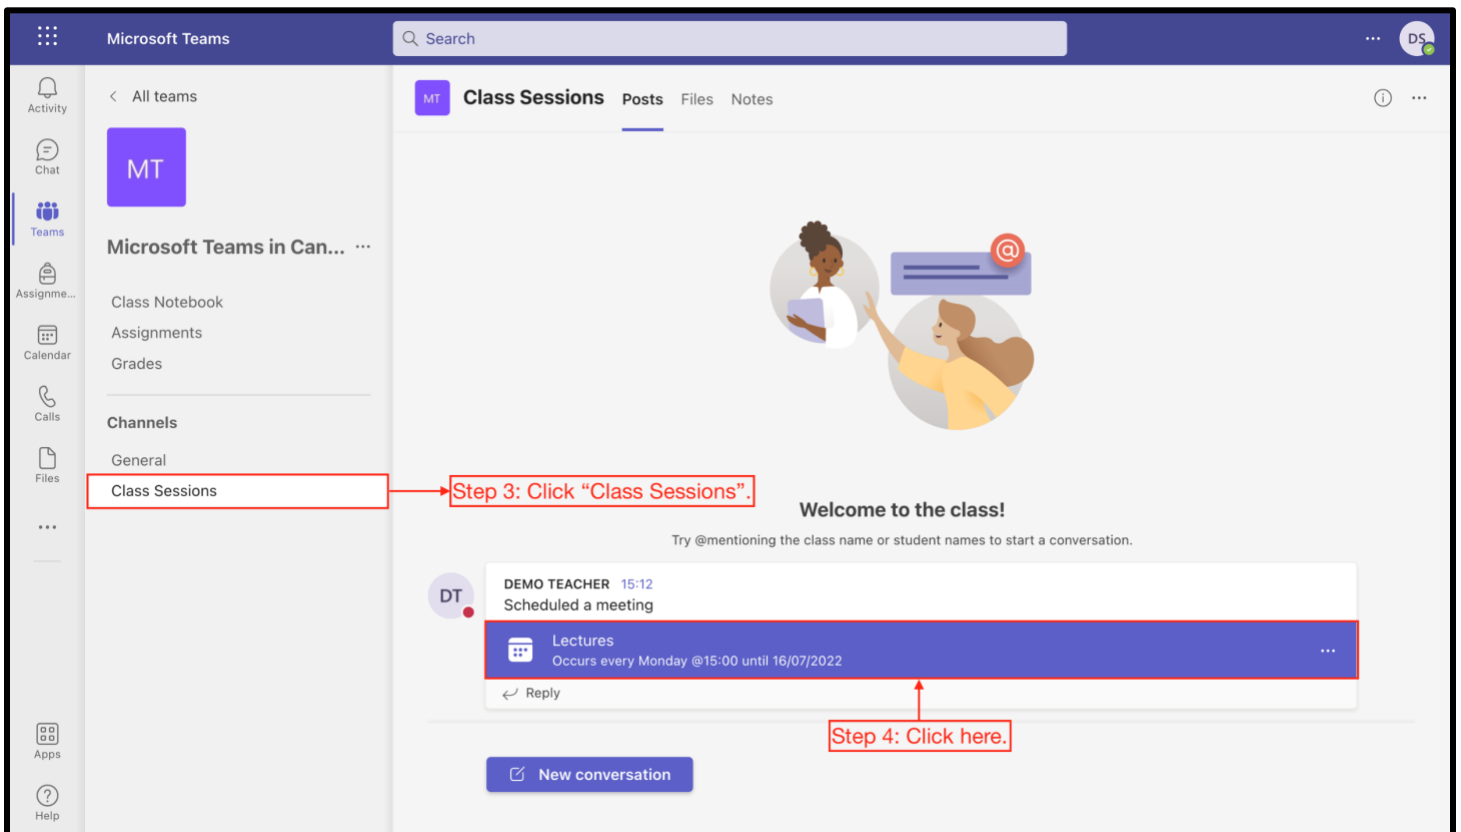 Microsoft Teams
Search
DS
Activity
Chat
Teams
Assignme...
Calendar
Calls
Files
Apps
Help
All teams
MT
Microsoft Teams in Can...
Class Notebook
Assignments
Grades
Channels
General
Class Sessions
MT Class Sessions Posts Files Notes
@
Step 3: Click “Class Sessions”.
Welcome to the class!
Try @mentioning the class name or student names to start a conversation.
DT
DEMO TEACHER 15:12
Scheduled a meeting
Lectures
Occurs every Monday @15:00 until 16/07/2022
Reply
Step 4: Click here.
New conversation